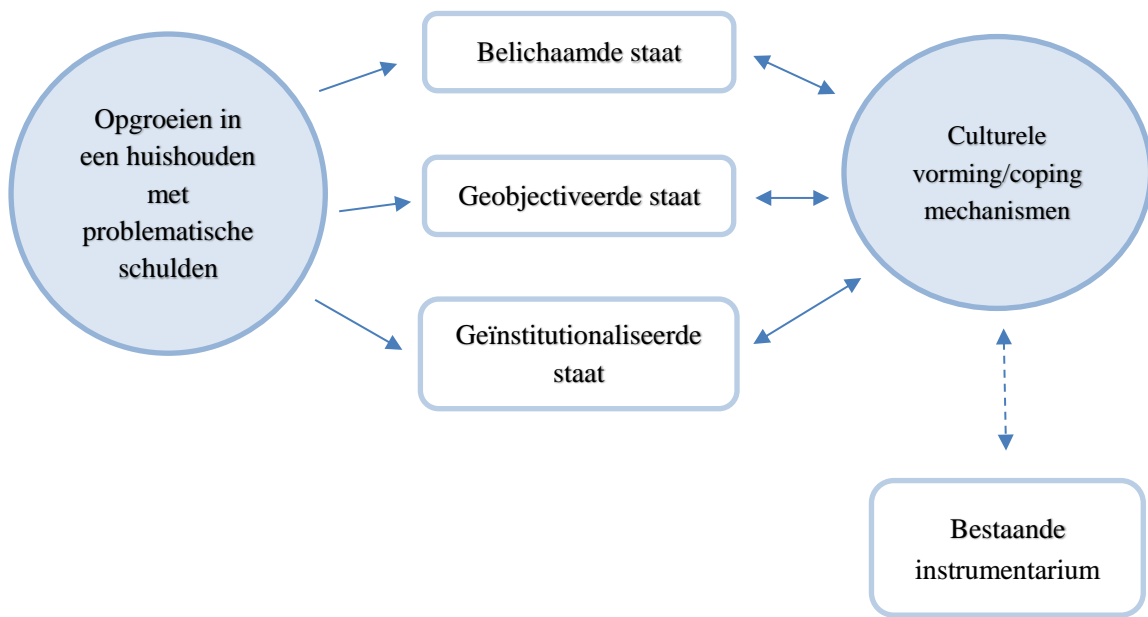 Opgroeien in
een huishouden
met
problematische
schulden
Belichaamde staat
Geobjectiveerde staat
Geïnstitutionaliseerde
staat
Culturele
vorming/coping
mechanismen
Bestaande
instrumentarium